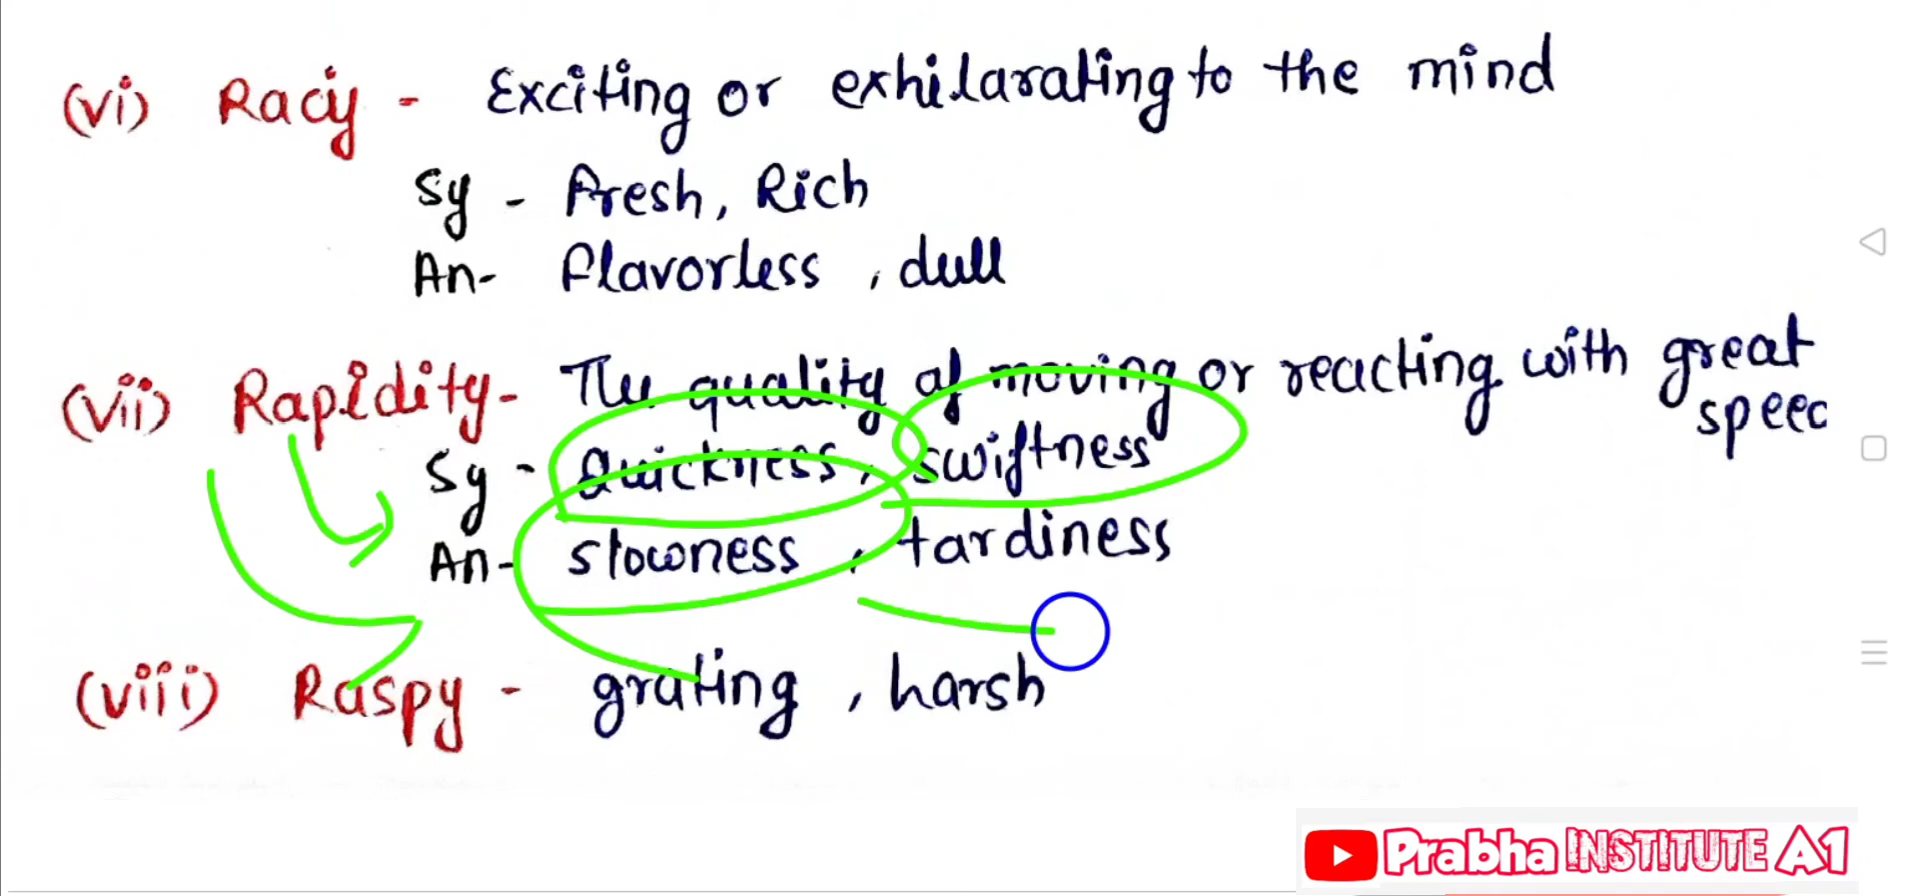 (vi) Racy - Exciting or exhilarating to the mind
Sy - Fresh, Rich
An- flavorless, dull
(vii) Rapidity - The quality of moving or reacting with great
speed
Sy - quickness, swiftness
An- slowness, tardiness
(viii) Raspy - grating, harsh
Prabha INSTITUTE A1